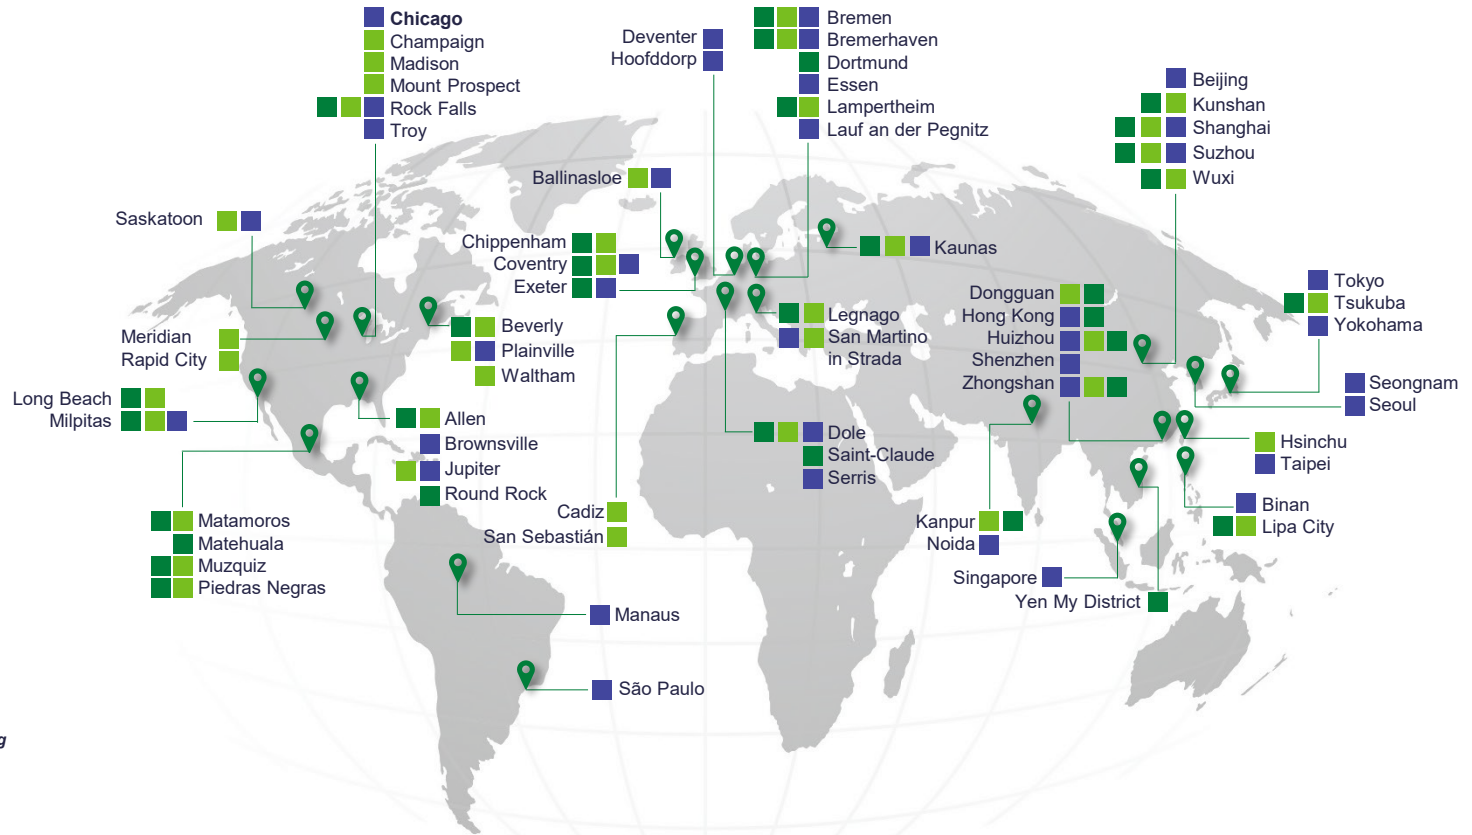 Chicago
Champaign
Madison
Mount Prospect
Rock Falls
Troy
Deventer
Hoofddorp
Bremen
Bremerhaven
Dortmund
Essen
Lampertheim
Lauf an der Pegnitz
Beijing
Kunshan
Shanghai
Suzhou
Wuxi
Ballinasloe
Saskatoon
Chippenham
Coventry
Exeter
Kaunas
Tokyo
Tsukuba
Yokohama
Dongguan
Hong Kong
Huizhou
Shenzhen
Zhongshan
Legnago
San Martino
in Strada
Beverly
Plainville
Waltham
Meridian
Rapid City
Long Beach
Milpitas
Seongnam
Seoul
Allen
Brownsville
Jupiter
Round Rock
Dole
Saint-Claude
Serris
Hsinchu
Taipei
Binan
Lipa City
Cadiz
San Sebastián
Kanpur
Noida
Matamoros
Matehuala
Muzquiz
Piedras Negras
Singapore
Yen My District
Manaus
São Paulo
g